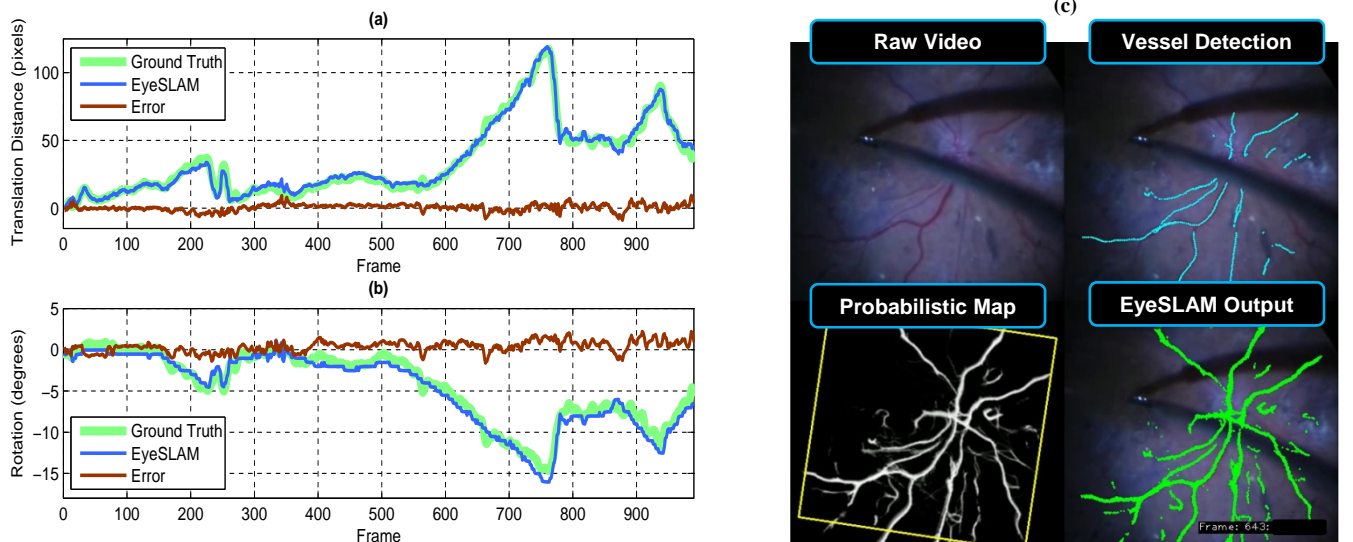 (a)
Translation Distance (pixels)
100
50
0
Ground Truth
EyeSLAM
Error
0 100 200 300 400 500 600 700 800 900
Frame
(b)
Rotation (degrees)
5
0
−5
−10
−15
Ground Truth
EyeSLAM
Error
0 100 200 300 400 500 600 700 800 900
Frame
(c)
Raw Video
Vessel Detection
Probabilistic Map
EyeSLAM Output
Frame: 643: